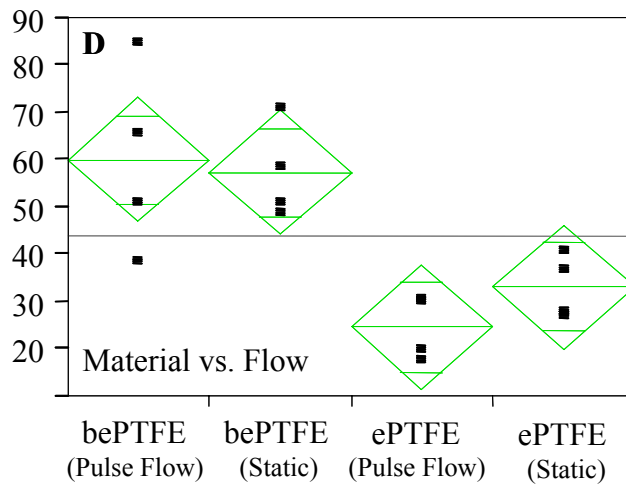 90
D
80
70
60
50
40
30
20
Material vs. Flow
bePTFE bePTFE ePTFE ePTFE
(Pulse Flow) (Static) (Pulse Flow) (Static)